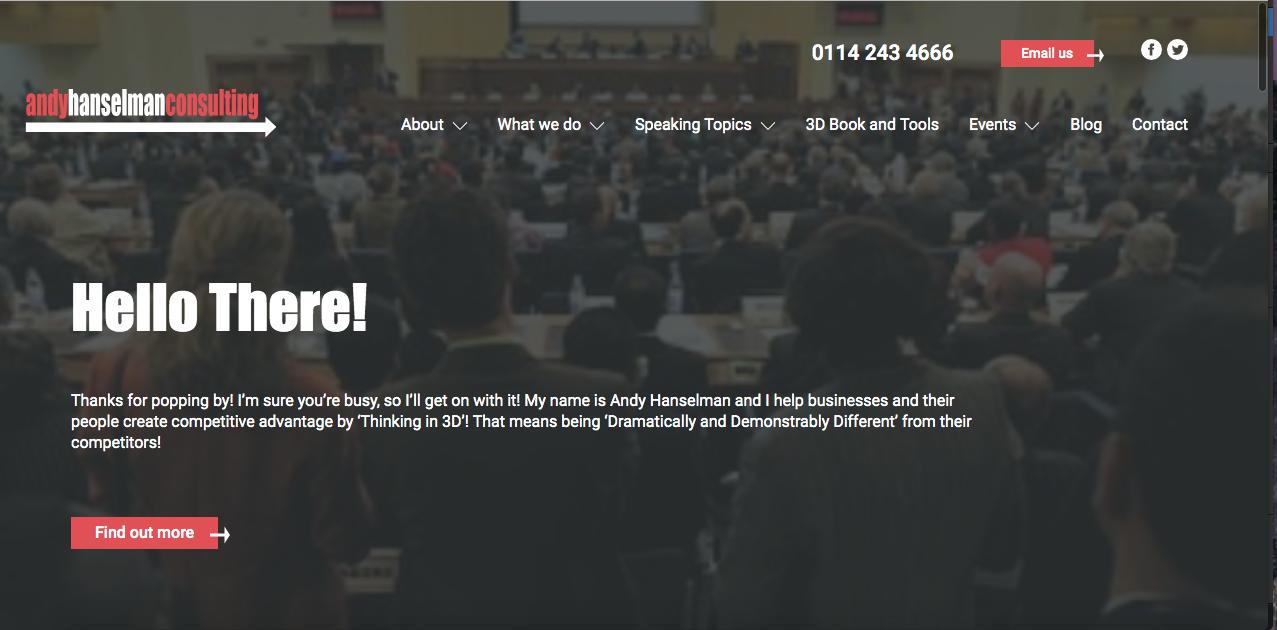 0114 243 4666
Email us
andyhanselmanconsulting
About
What we do
Speaking Topics
3D Book and Tools
Events
Blog
Contact
Hello There!
Thanks for popping by! I’m sure you’re busy, so I’ll get on with it! My name is Andy Hanselman and I help businesses and their
people create competitive advantage by ‘Thinking in 3D’! That means being ‘Dramatically and Demonstrably Different’ from their
competitors!
Find out more